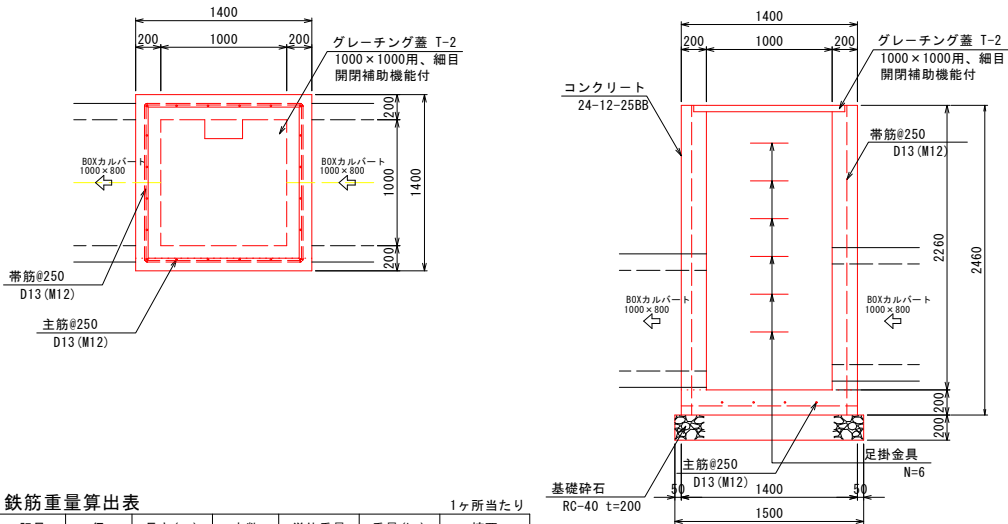 1400
200 1000 200
グレーチング蓋 T-2
1000×1000用、細目
開閉補助機能付
BOXカルバート
1000×800
BOXカルバート
1000×800
200
1000
200
1400
帯筋@250
D13(M12)
主筋@250
D13(M12)
1400
200 1000 200
グレーチング蓋 T-2
1000×1000用、細目
開閉補助機能付
コンクリート
24-12-25BB
帯筋@250
D13(M12)
BOXカルバート
1000×800
BOXカルバート
1000×800
2260
2460
200
200
足掛金具
N=6
主筋@250
D13(M12)
基礎砕石
RC-40 t=200
50 1400 50
1500
鉄筋重量算出表
1ヶ所当たり